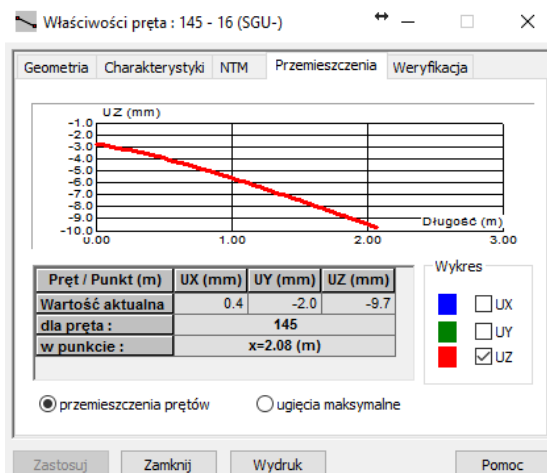 Właściwości pręta : 145 - 16 (SGU-)
Geometria Charakterystyki NTM Przemieszczenia Weryfikacja
UZ (mm)
-1.0
-2.0
-3.0
-4.0
-5.0
-6.0
-7.0
-8.0
-9.0
-10.0
Długość (m)
0.00 1.00 2.00 3.00
Pręt / Punkt (m) UX (mm) UY (mm) UZ (mm)
Wartość aktualna 0.4 -2.0 -9.7
dla pręta : 145
w punkcie : x=2.08 (m)
Wykres
UX
UY
UZ
przemieszczenia prętów ugięcia maksymalne
Zastosuj Zamknij Wydruk Pomoc